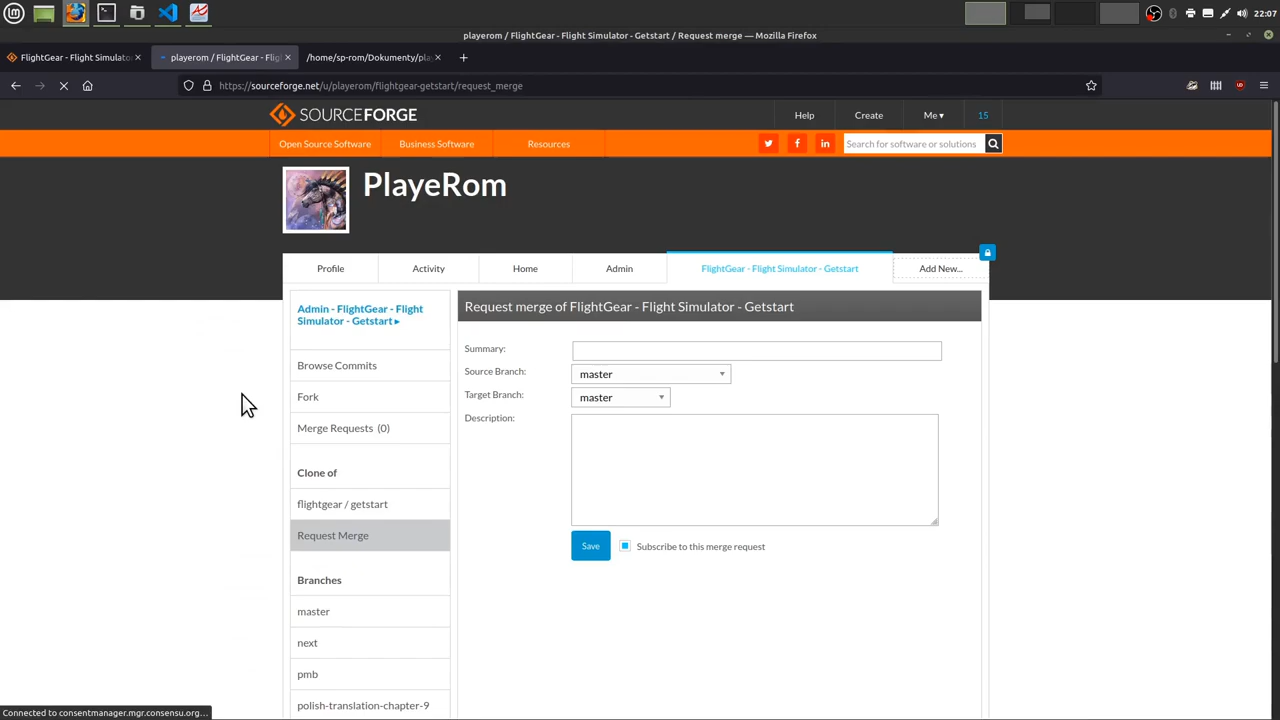 22:07
playerom / FlightGear - Flight Simulator - Getstart / Request merge — Mozilla Firefox
FlightGear - Flight Simulato
playerom / FlightGear - Flig
/home/sp-rom/Dokumenty/pla
https://sourceforge.net/u/playerom/flightgear-getstart/request_merge
SOURCEFORGE
Help
Create
Me ▾
15
Open Source Software
Business Software
Resources
Search for software or solutions
PlayeRom
Profile
Activity
Home
Admin
FlightGear - Flight Simulator - Getstart
Add New...
Admin - FlightGear - Flight
Simulator - Getstart ▸
Browse Commits
Fork
Merge Requests (0)
Clone of
flightgear / getstart
Request Merge
Branches
master
next
pmb
polish-translation-chapter-9
Request merge of FlightGear - Flight Simulator - Getstart
Summary:
Source Branch:
master
Target Branch:
master
Description:
Save
Subscribe to this merge request
Connected to consentmanager.mgr.consensu.org...